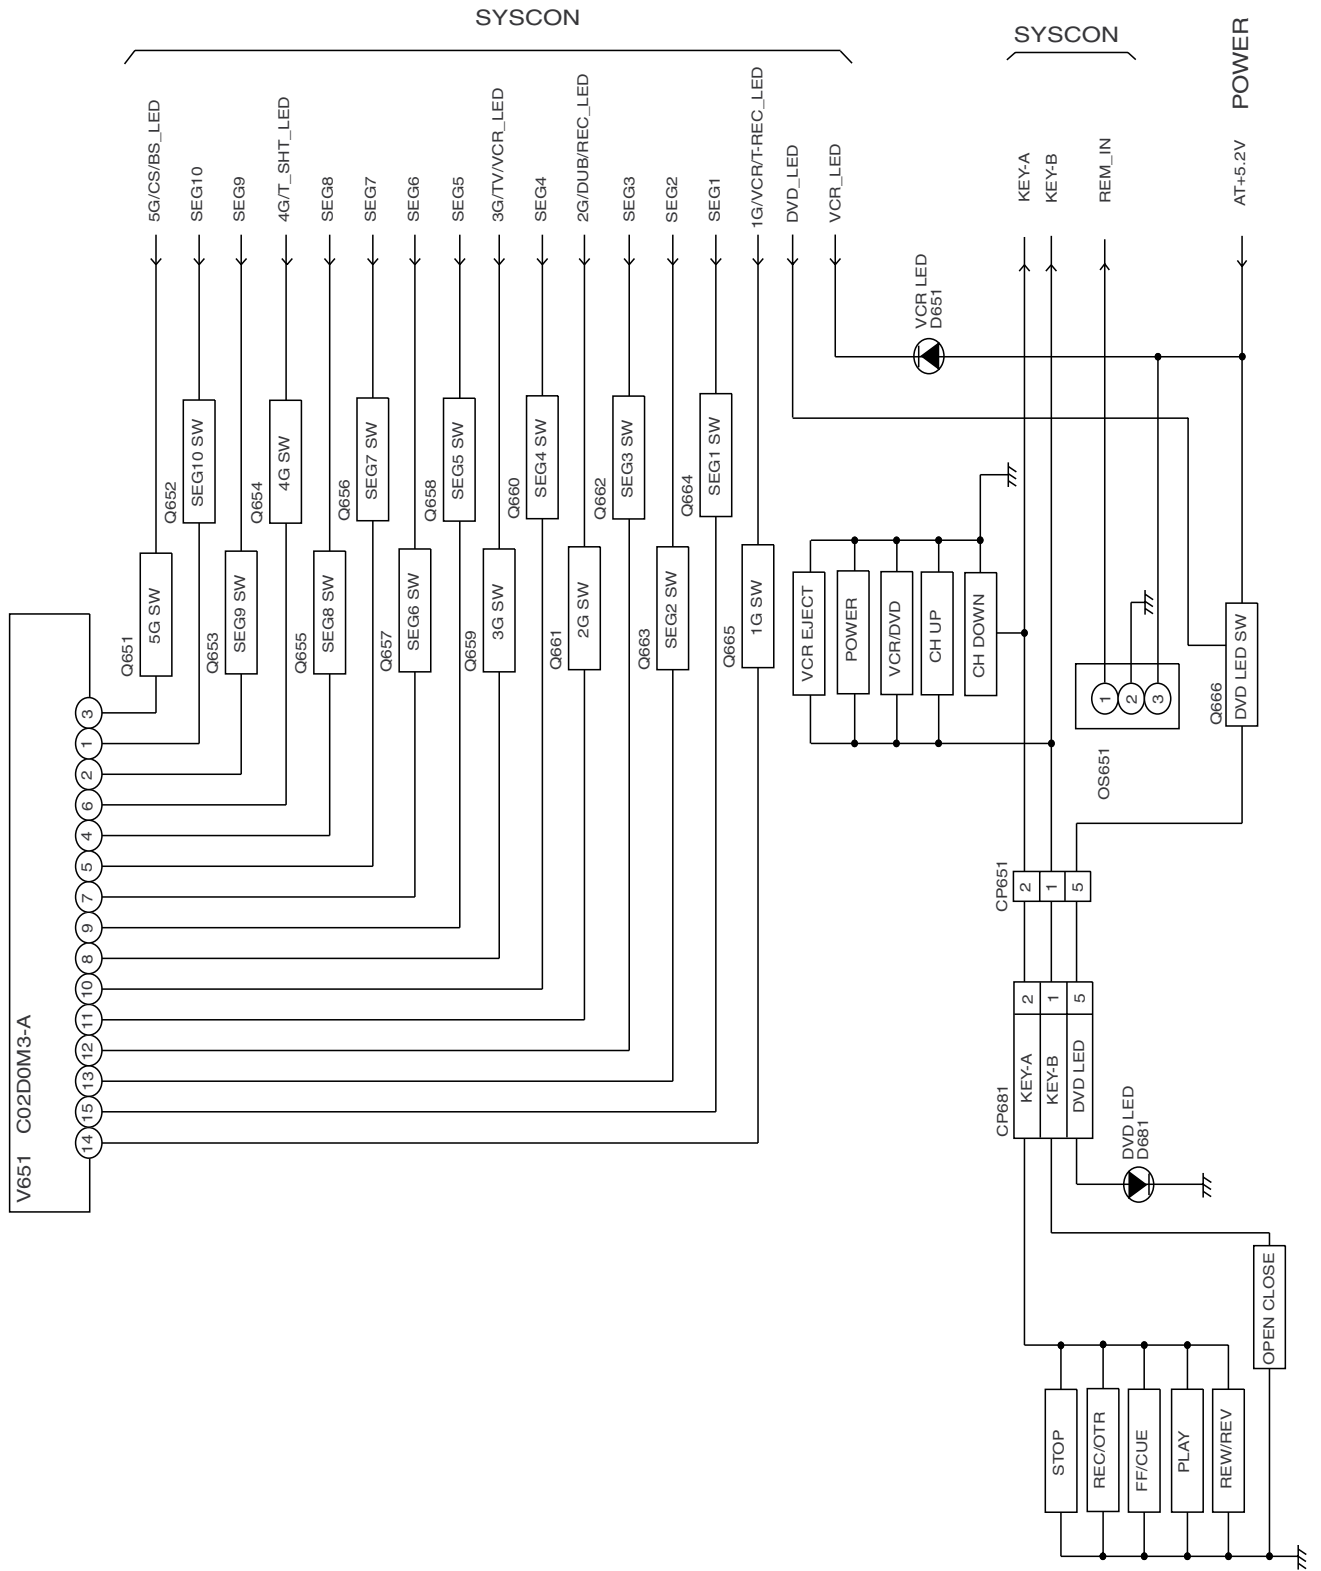 SYSCON
SYSCON
POWER
5G/CS/BS_LED
SEG10
SEG9
4G/T_SHT_LED
SEG8
SEG7
SEG6
SEG5
3G/TV/VCR_LED
SEG4
2G/DUB/REC_LED
SEG3
SEG2
SEG1
1G/VCR/T-REC_LED
DVD_LED
VCR_LED
KEY-A
KEY-B
REM_IN
AT+5.2V
VCR LED
D651
Q651
5G SW
Q652
SEG10 SW
Q653
SEG9 SW
Q654
4G SW
Q655
SEG8 SW
Q656
SEG7 SW
Q657
SEG6 SW
Q658
SEG5 SW
Q659
3G SW
Q660
SEG4 SW
Q661
2G SW
Q662
SEG3 SW
Q663
SEG2 SW
Q664
SEG1 SW
Q665
1G SW
VCR EJECT
POWER
VCR/DVD
CH UP
CH DOWN
OS651
1
2
3
Q666
DVD LED SW
V651 C02D0M3-A
3
1
2
6
4
5
7
9
8
10
11
12
13
15
14
CP651
2
1
5
CP681
2
1
5
KEY-A
KEY-B
DVD LED
DVD LED
D681
OPEN CLOSE
STOP
REC/OTR
FF/CUE
PLAY
REW/REV